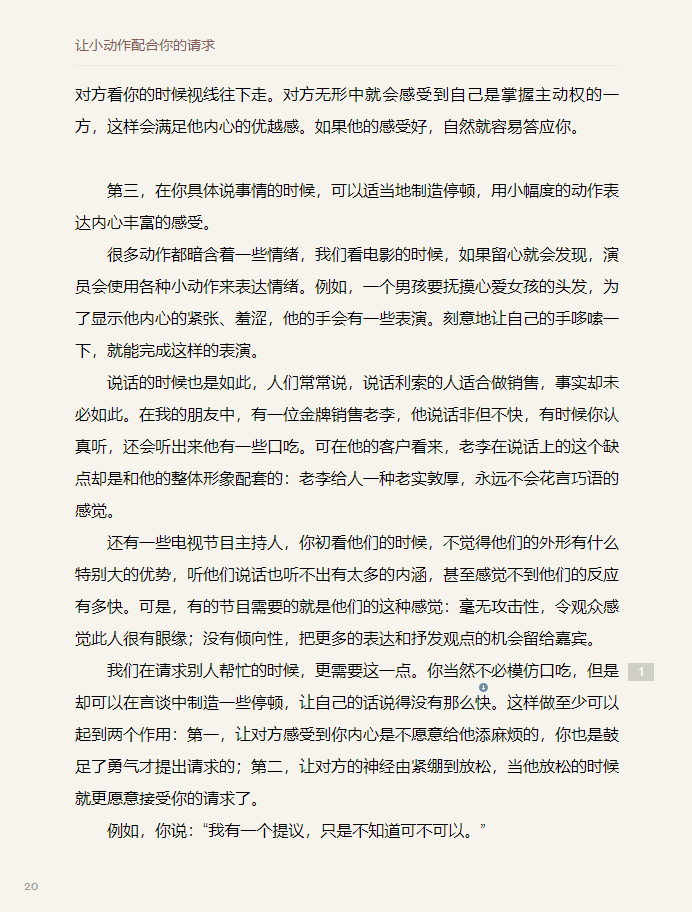 让小动作配合你的请求
对方看你的时候视线往下走。对方无形中就会感受到自己是掌握主动权的一
方，这样会满足他内心的优越感。如果他的感受好，自然就容易答应你。
第三，在你具体说事情的时候，可以适当地制造停顿，用小幅度的动作表
达内心丰富的感受。
很多动作都暗含着一些情绪，我们看电影的时候，如果留心就会发现，演
员会使用各种小动作来表达情绪。例如，一个男孩要抚摸心爱女孩的头发，为
了显示他内心的紧张、羞涩，他的手会有一些表演。刻意地让自己的手哆嗦一
下，就能完成这样的表演。
说话的时候也是如此，人们常常说，说话利索的人适合做销售，事实却未
必如此。在我的朋友中，有一位金牌销售老李，他说话非但不快，有时候你认
真听，还会听出来他有一些口吃。可在他的客户看来，老李在说话上的这个缺
点却是和他的整体形象配套的：老李给人一种老实敦厚，永远不会花言巧语的
感觉。
还有一些电视节目主持人，你初看他们的时候，不觉得他们的外形有什么
特别大的优势，听他们说话也听不出有太多的内涵，甚至感觉不到他们的反应
有多快。可是，有的节目需要的就是他们的这种感觉：毫无攻击性，令观众感
觉此人很有眼缘；没有倾向性，把更多的表达和抒发观点的机会留给嘉宾。
我们在请求别人帮忙的时候，更需要这一点。你当然不必模仿口吃，但是
1
却可以在言谈中制造一些停顿，让自己的话说得没有那么快。这样做至少可以
起到两个作用：第一，让对方感受到你内心是不愿意给他添麻烦的，你也是鼓
足了勇气才提出请求的；第二，让对方的神经由紧绷到放松，当他放松的时候
就更愿意接受你的请求了。
例如，你说：“我有一个提议，只是不知道可不可以。”
20